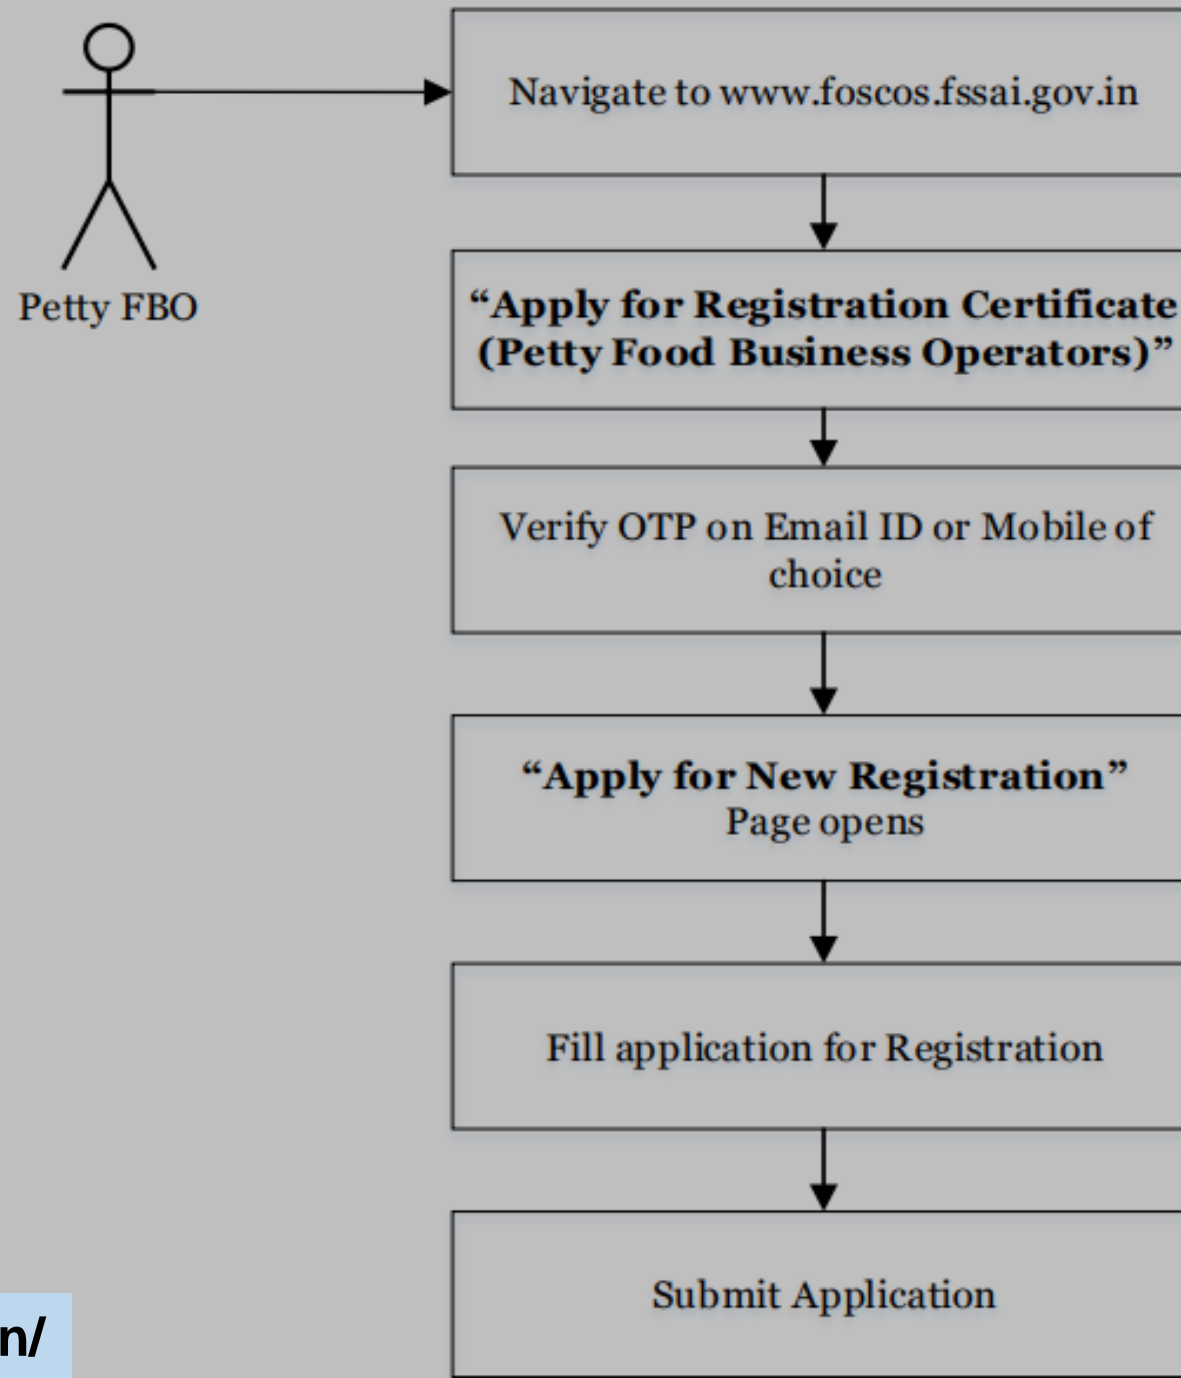 Navigate to www.foscos.fssai.gov.in
Petty FBO
“Apply for Registration Certificate
(Petty Food Business Operators)”
Verify OTP on Email ID or Mobile of
choice
“Apply for New Registration”
Page opens
Fill application for Registration
Submit Application
n/